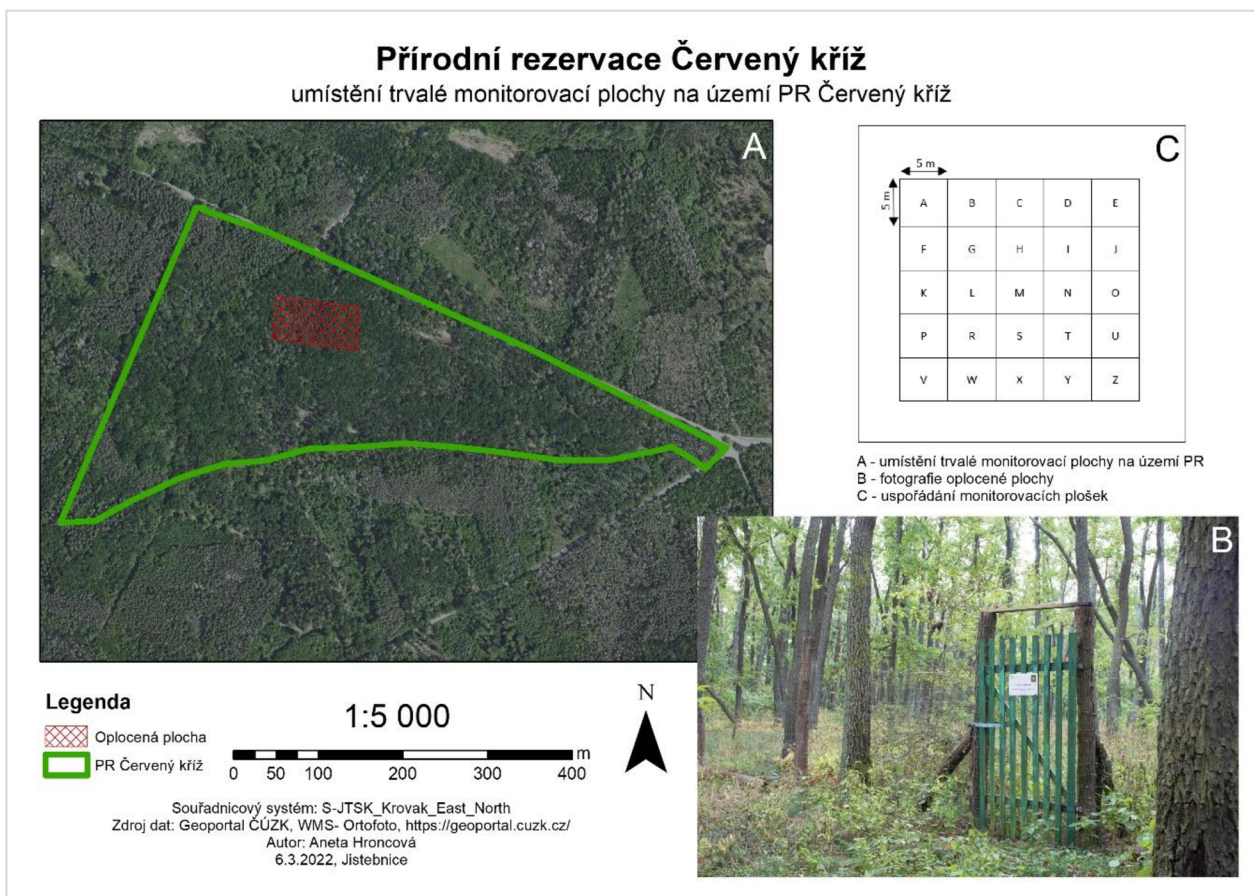 Přírodní rezervace Červený kříž
umístění trvalé monitorovací plochy na území PR Červený kříž
A
C
5 m
5 m
A B C D E
F G H I J
K L M N O
P R S T U
V W X Y Z
A - umístění trvalé monitorovací plochy na území PR
B - fotografie oplocené plochy
C - uspořádání monitorovacích plošek
B
Legenda
Oplocená plocha
PR Červený kříž
1:5 000
m
0 50 100 200 300 400
N
Souřadnicový systém: S-JTSK_Krovak_East_North
Zdroj dat: Geoportal ČÚZK, WMS- Ortofoto, https://geoportal.cuzk.cz/
Autor: Aneta Hroncová
6.3.2022, Jistebnice